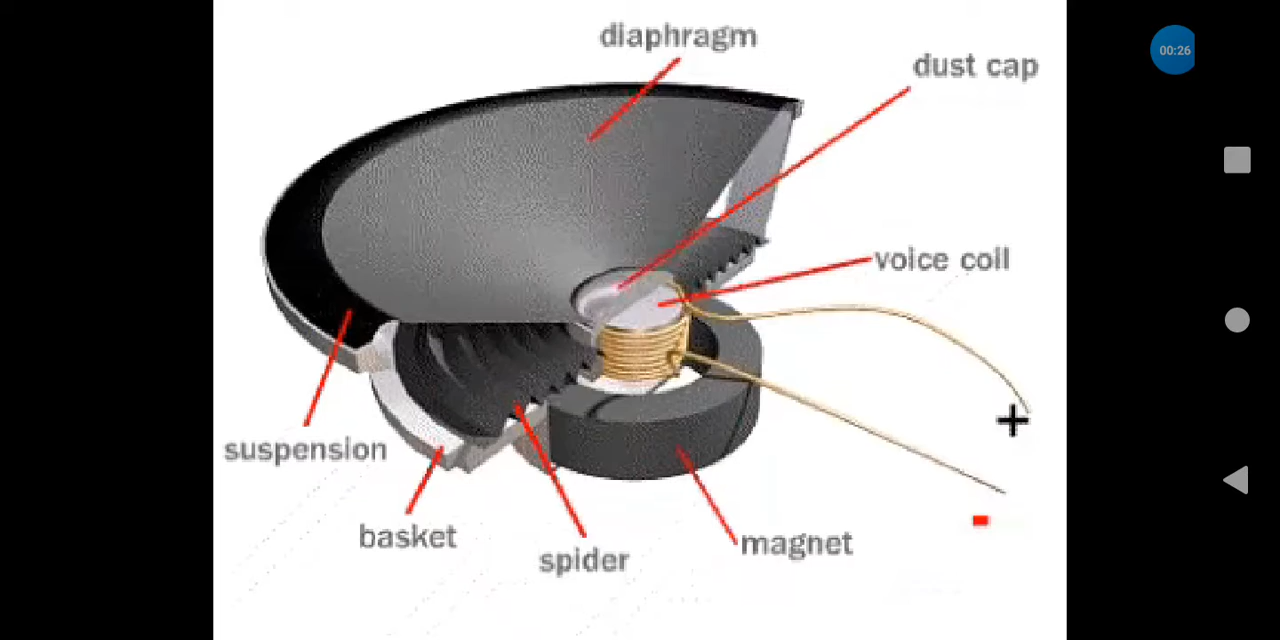 diaphragm
dust cap
00:26
voice coil
+
suspension
-
basket
magnet
spider